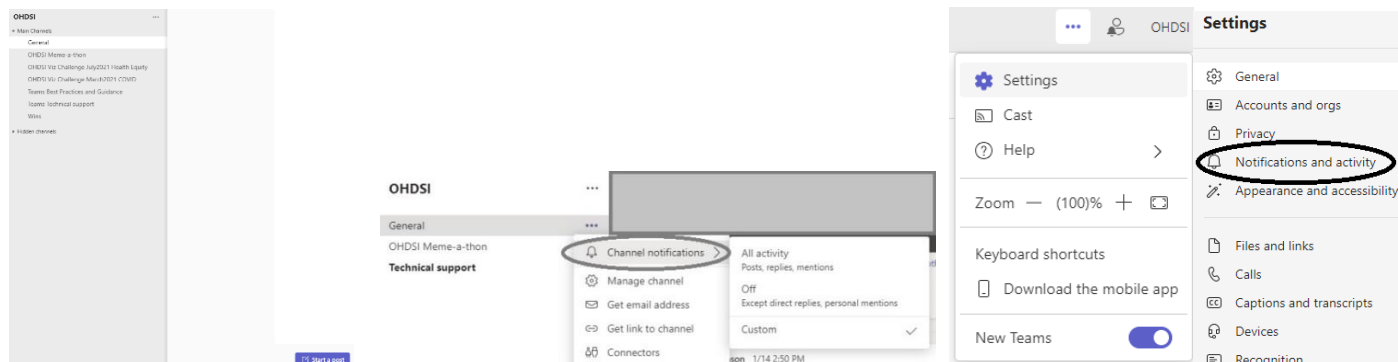 OHDSI
...
Main Channels
General
OHDSI Meme-a-thon
OHDSI Viz Challenge July2021 Health Equity
OHDSI Viz Challenge March2021 COVID
Teams Best Practices and Guidance
Teams Technical support
Wins
Hidden channels
Start a post
OHDSI
...
General
...
OHDSI Meme-a-thon
Technical support
Channel notifications
Manage channel
Get email address
Get link to channel
Connectors
All activity
Posts, replies, mentions
Off
Except direct replies, personal mentions
Custom
1/14 2:50 PM
...
OHDSI
Settings
Cast
Help
Zoom — (100)% +
Keyboard shortcuts
Download the mobile app
New Teams
Settings
General
Accounts and orgs
Privacy
Notifications and activity
Appearance and accessibility
Files and links
Calls
CC Captions and transcripts
Devices
Recognition